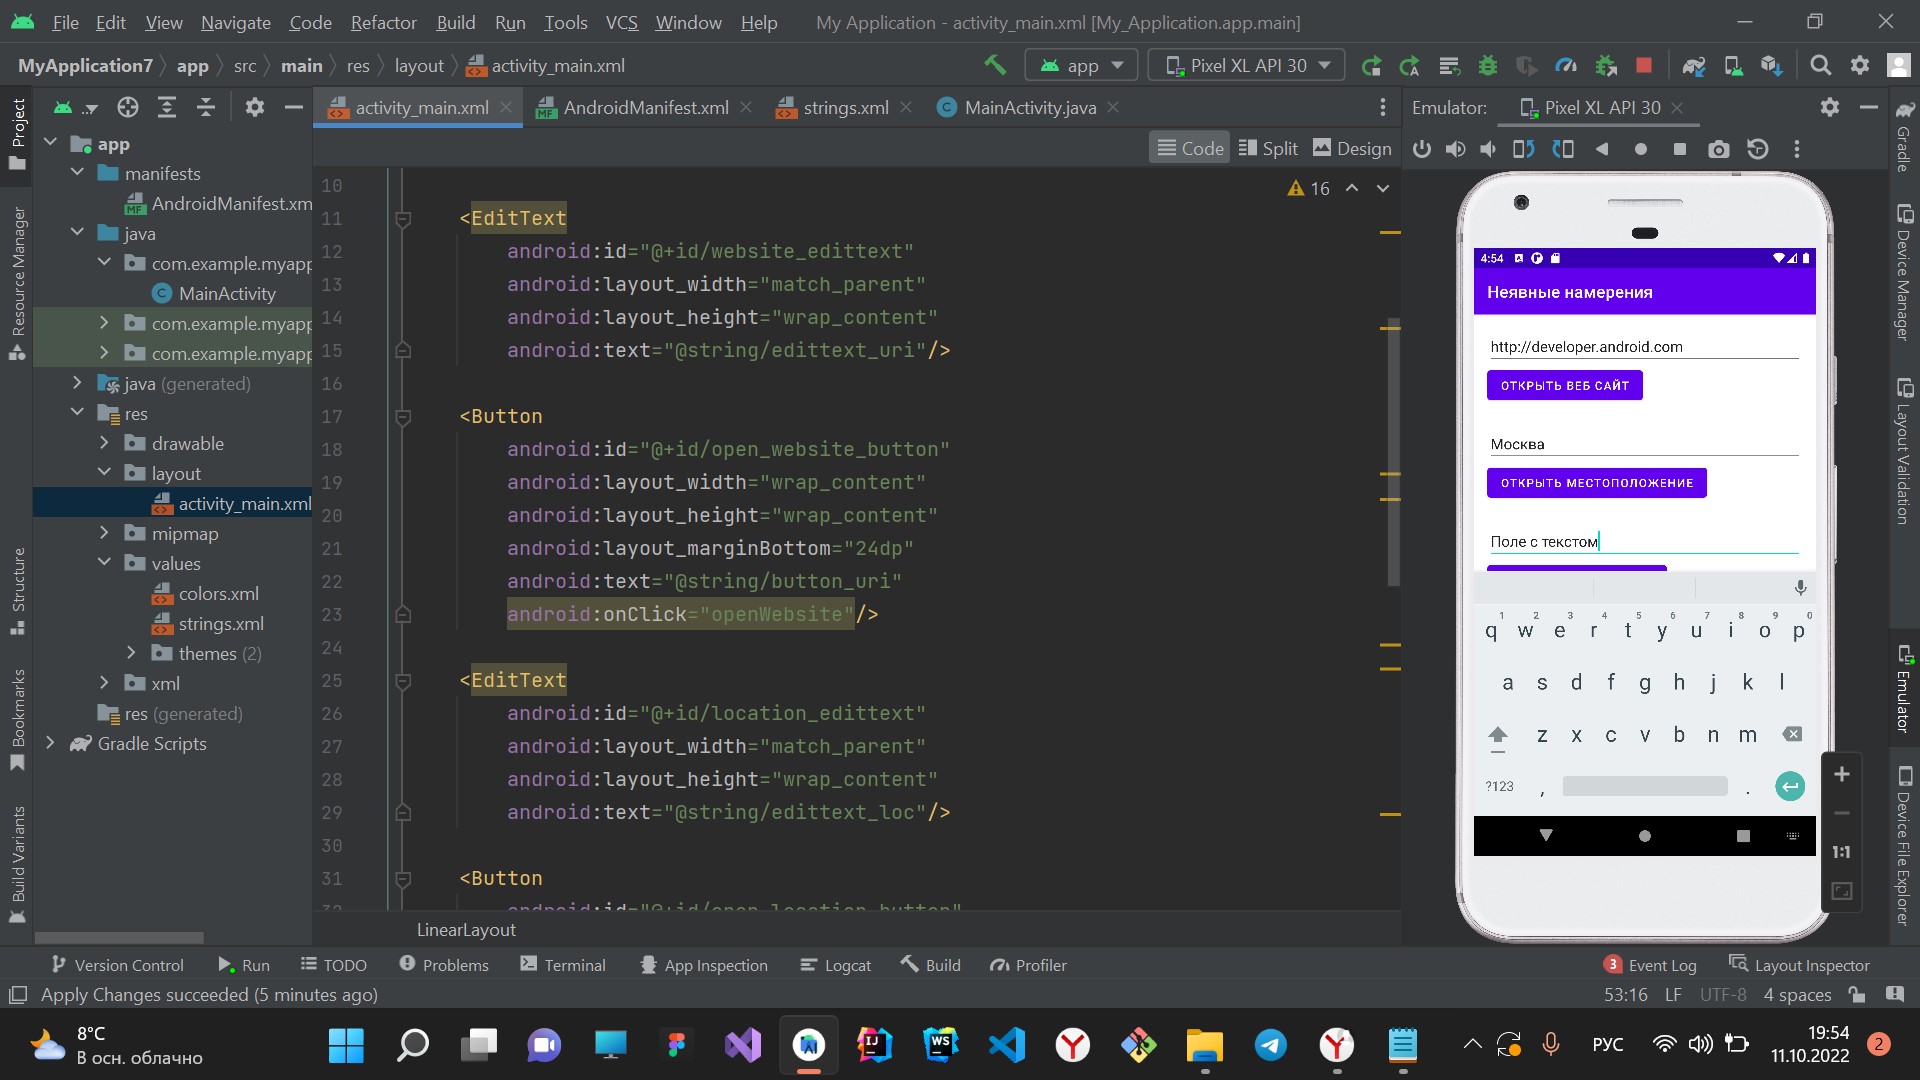 File Edit View Navigate Code Refactor Build Run Tools VCS Window Help My Application - activity_main.xml [My_Application.app.main]
MyApplication7 app src main res layout activity_main.xml app Pixel XL API 30
activity_main.xml AndroidManifest.xml strings.xml MainActivity.java Emulator: Pixel XL API 30
Code Split Design
Project
Resource Manager
Structure
Bookmarks
Build Variants
app
manifests
AndroidManifest.xm
java
com.example.myapp
MainActivity
com.example.myapp
com.example.myapp
java (generated)
res
drawable
layout
activity_main.xml
mipmap
values
colors.xml
strings.xml
themes (2)
xml
res (generated)
Gradle Scripts
16
10
11 <EditText
12 android:id="@+id/website_edittext"
13 android:layout_width="match_parent"
14 android:layout_height="wrap_content"
15 android:text="@string/edittext_uri"/>
16
17 <Button
18 android:id="@+id/open_website_button"
19 android:layout_width="wrap_content"
20 android:layout_height="wrap_content"
21 android:layout_marginBottom="24dp"
22 android:text="@string/button_uri"
23 android:onClick="openWebsite"/>
24
25 <EditText
26 android:id="@+id/location_edittext"
27 android:layout_width="match_parent"
28 android:layout_height="wrap_content"
29 android:text="@string/edittext_loc"/>
30
31 <Button
32 android:id="@+id/open_location_button"
LinearLayout
4:54
Неявные намерения
http://developer.android.com
ОТКРЫТЬ ВЕБ САЙТ
Москва
ОТКРЫТЬ МЕСТОПОЛОЖЕНИЕ
Поле с текстом
1 2 3 4 5 6 7 8 9 0
q w e r t y u i o p
a s d f g h j k l
z x c v b n m
?123 , .
1:1
Gradle
Device Manager
Layout Validation
Emulator
Device File Explorer
Version Control Run TODO Problems Terminal App Inspection Logcat Build Profiler 3 Event Log Layout Inspector
Apply Changes succeeded (5 minutes ago) 53:16 LF UTF-8 4 spaces
8°C
В осн. облачно
РУС
19:54
11.10.2022
2